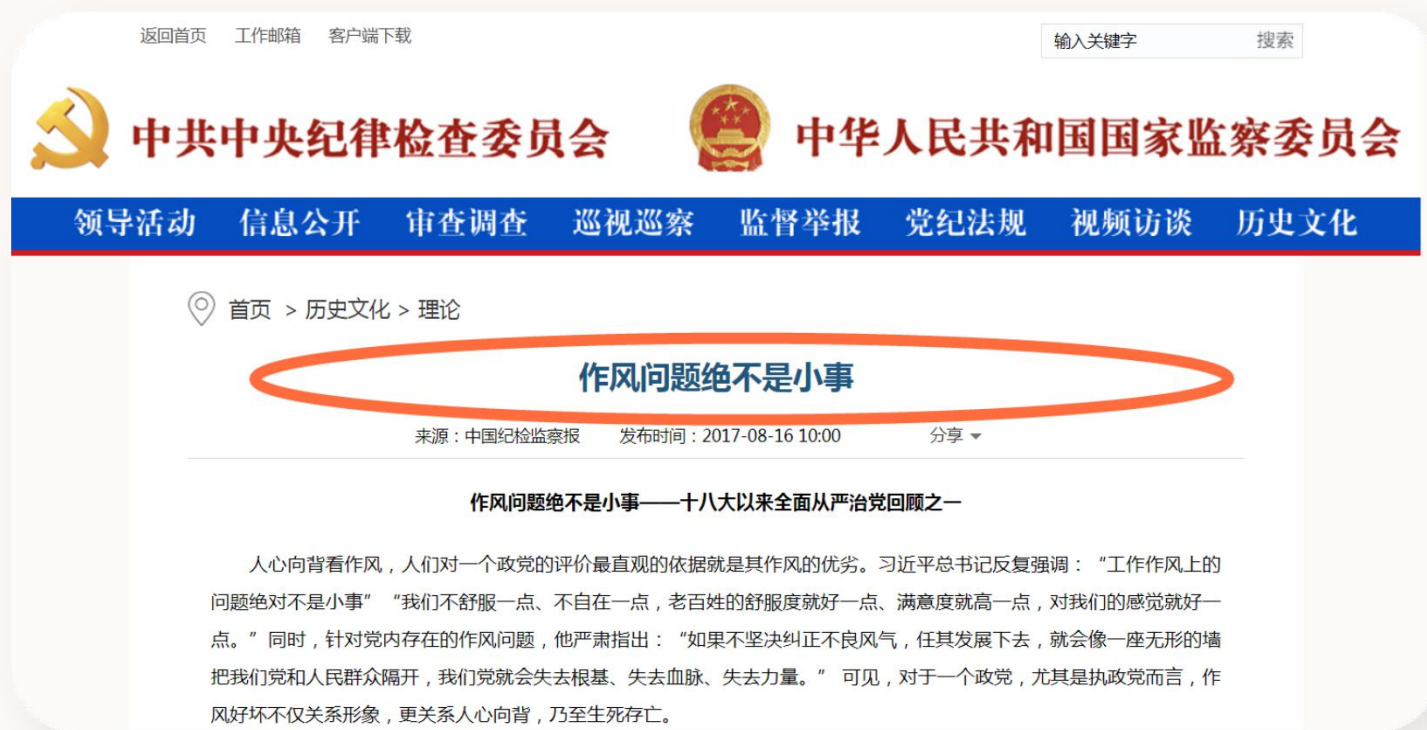 返回首页 工作邮箱 客户端下载 输入关键字 搜索
中共中央纪律检查委员会 中华人民共和国国家监察委员会
领导活动 信息公开 审查调查 巡视巡察 监督举报 党纪法规 视频访谈 历史文化
首页 > 历史文化 > 理论
作风问题绝不是小事
来源：中国纪检监察报 发布时间：2017-08-16 10:00 分享
作风问题绝不是小事——十八大以来全面从严治党回顾之一
人心向背看作风，人们对一个政党的评价最直观的依据就是其作风的优劣。习近平总书记反复强调：“工作作风上的
问题绝对不是小事”“我们不舒服一点、不自在一点，老百姓的舒服度就好一点、满意度就高一点，对我们的感觉就好一
点。”同时，针对党内存在的作风问题，他严肃指出：“如果不坚决纠正不良风气，任其发展下去，就会像一座无形的墙
把我们党和人民群众隔开，我们党就会失去根基、失去血脉、失去力量。” 可见，对于一个政党，尤其是执政党而言，作
风好坏不仅关系形象，更关系人心向背，乃至生死存亡。